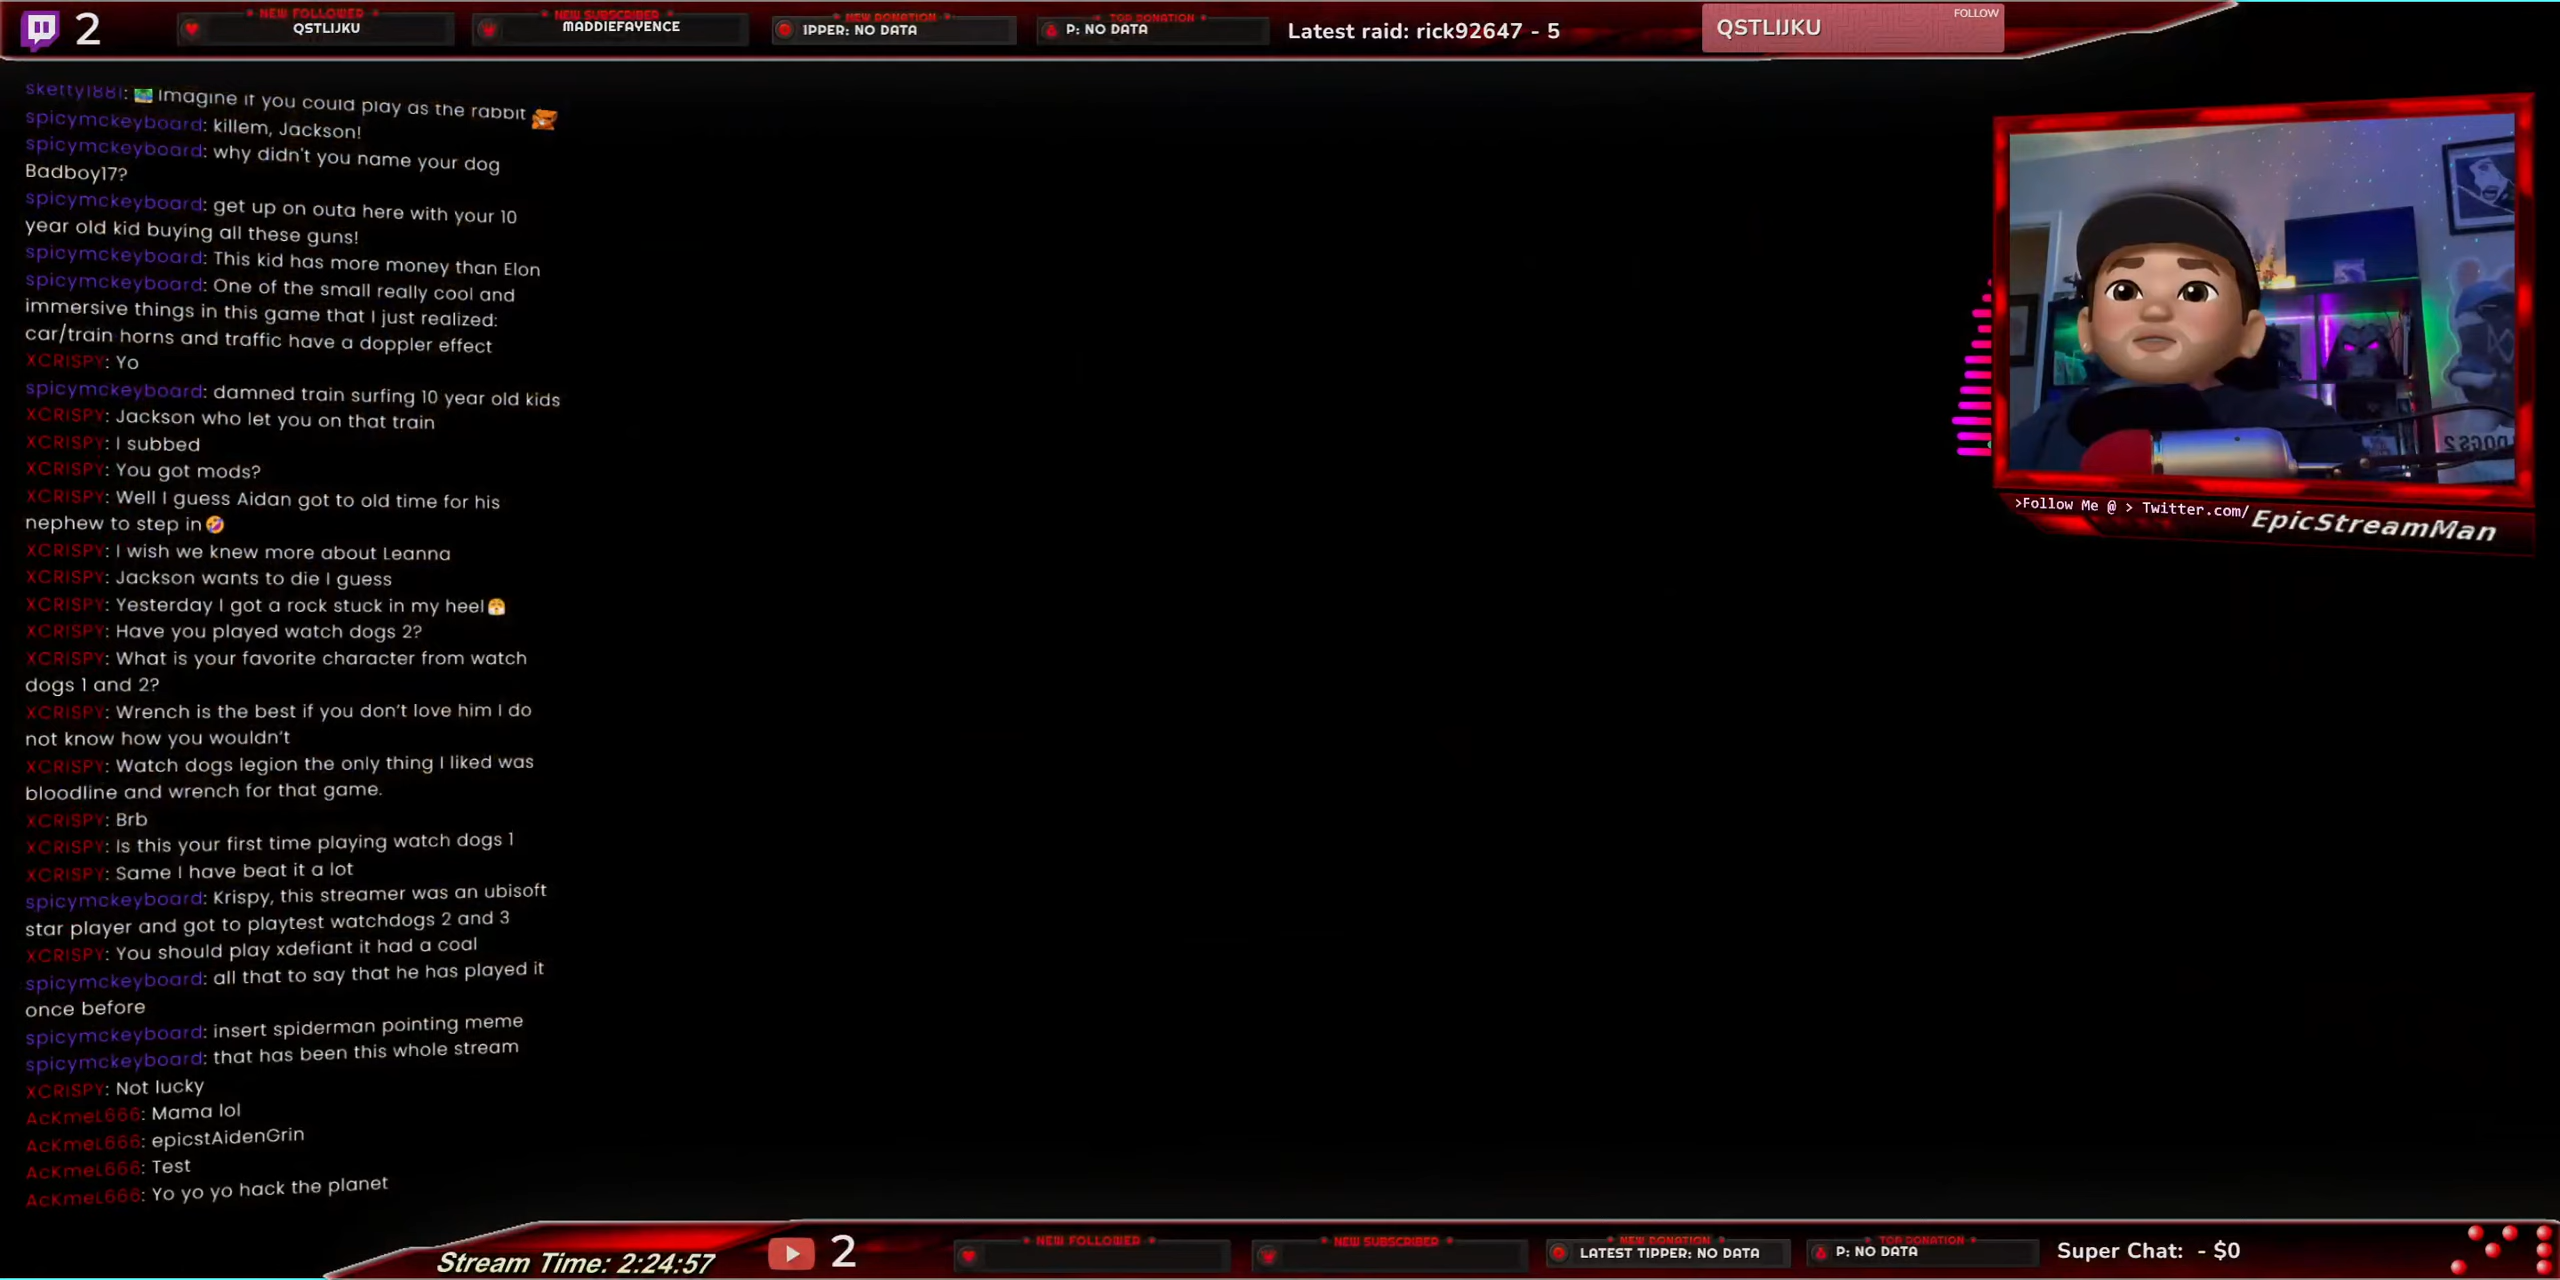 2
NEW FOLLOWER
QSTLIJKU
NEW SUBSCRIBER
MADDIEFAYENCE
NEW DONATION
IPPER: NO DATA
TOP DONATION
P: NO DATA
Latest raid: rick92647 - 5
QSTLIJKU
FOLLOW
sketty1881: Imagine if you could play as the rabbit
spicymckeyboard: killem, Jackson!
spicymckeyboard: why didn't you name your dog
Badboy17?
spicymckeyboard: get up on outa here with your 10
year old kid buying all these guns!
spicymckeyboard: This kid has more money than Elon
spicymckeyboard: One of the small really cool and
immersive things in this game that I just realized:
car/train horns and traffic have a doppler effect
XCRISPY: Yo
spicymckeyboard: damned train surfing 10 year old kids
XCRISPY: Jackson who let you on that train
XCRISPY: I subbed
XCRISPY: You got mods?
XCRISPY: Well I guess Aidan got to old time for his
nephew to step in🤣
XCRISPY: I wish we knew more about Leanna
XCRISPY: Jackson wants to die I guess
XCRISPY: Yesterday I got a rock stuck in my heel😤
XCRISPY: Have you played watch dogs 2?
XCRISPY: What is your favorite character from watch
dogs 1 and 2?
XCRISPY: Wrench is the best if you don't love him I do
not know how you wouldn't
XCRISPY: Watch dogs legion the only thing I liked was
bloodline and wrench for that game.
XCRISPY: Brb
XCRISPY: Is this your first time playing watch dogs 1
XCRISPY: Same I have beat it a lot
spicymckeyboard: Krispy, this streamer was an ubisoft
star player and got to playtest watchdogs 2 and 3
XCRISPY: You should play xdefiant it had a coal
spicymckeyboard: all that to say that he has played it
once before
spicymckeyboard: insert spiderman pointing meme
spicymckeyboard: that has been this whole stream
XCRISPY: Not lucky
AcKmeL666: Mama lol
AcKmeL666: epicstAidenGrin
AcKmeL666: Test
AcKmeL666: Yo yo yo hack the planet
DOGS2
>Follow Me @ > Twitter.com/EpicStreamMan
Stream Time: 2:24:57
2
NEW FOLLOWER
NEW SUBSCRIBER
NEW DONATION
LATEST TIPPER: NO DATA
TOP DONATION
P: NO DATA
Super Chat: - $0